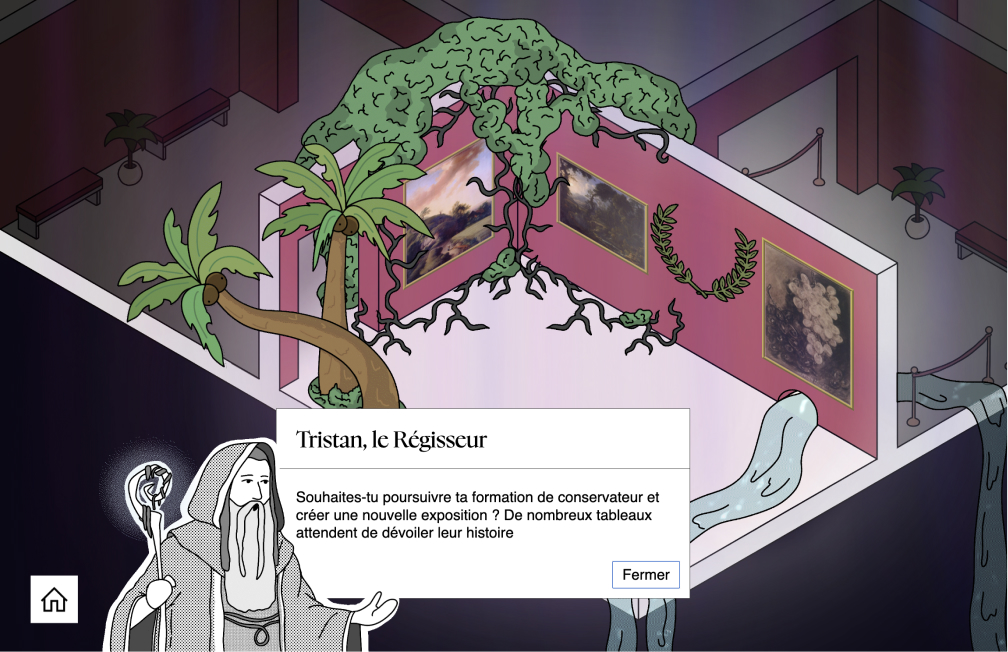 Tristan, le Régisseur
Souhaites-tu poursuivre ta formation de conservateur et
créer une nouvelle exposition ? De nombreux tableaux
attendent de dévoiler leur histoire
Fermer